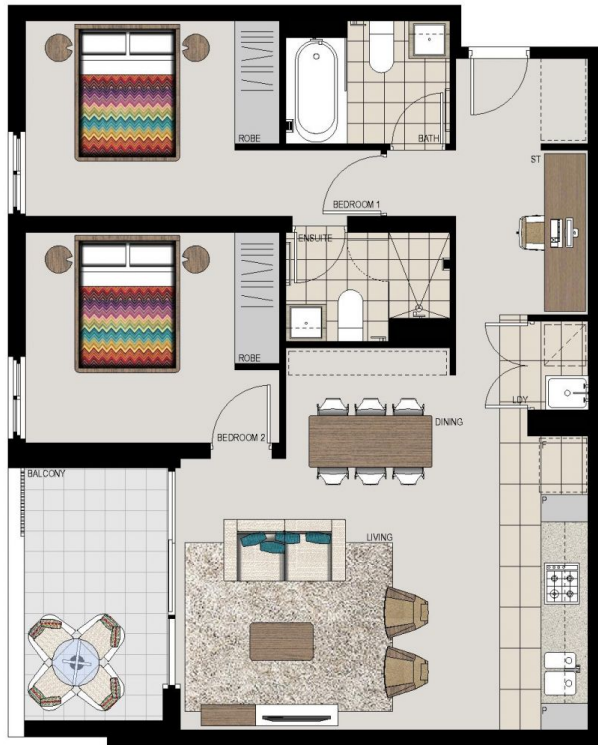 ROBE
BATH
ST
BEDROOM 1
ENSUITE
ROBE
LDY
BEDROOM 2
DINING
F
BALCONY
P
LIVING
P